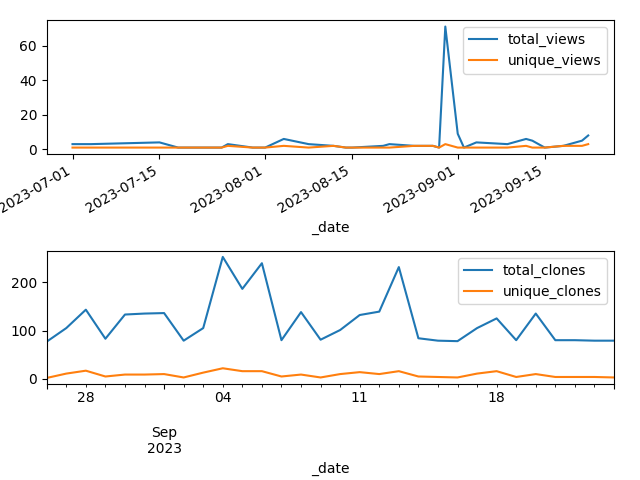 60
40
20
0
total_views
unique_views
2023-07-01
2023-07-15
2023-08-01
2023-08-15
2023-09-01
2023-09-15
_date
200
100
0
total_clones
unique_clones
28
04
11
18
Sep
2023
_date